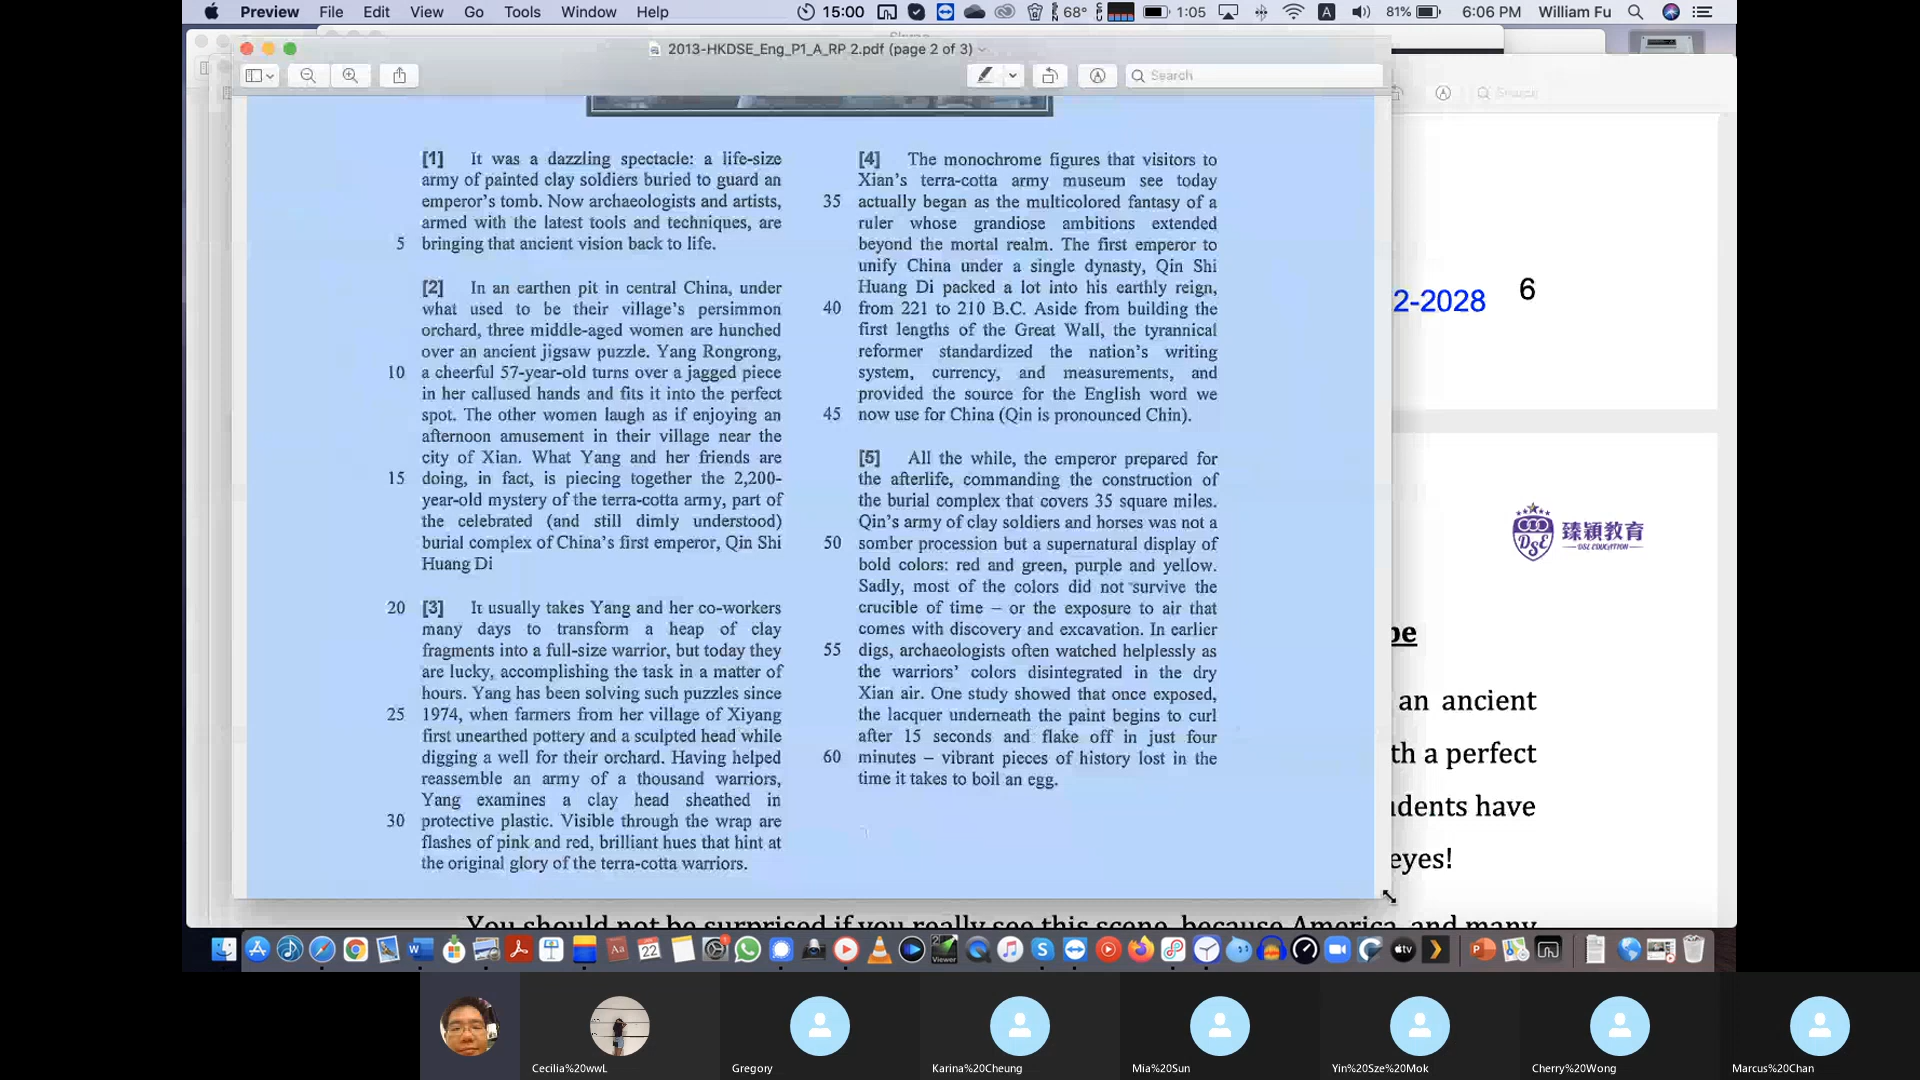 Preview File Edit View Go Tools Window Help 15:00 68° 1:05 81% 6:06 PM William Fu
2013-HKDSE_Eng_P1_A_RP 2.pdf (page 2 of 3)
Search
Search
[1] It was a dazzling spectacle: a life-size
army of painted clay soldiers buried to guard an
emperor's tomb. Now archaeologists and artists,
armed with the latest tools and techniques, are
5 bringing that ancient vision back to life.
[2] In an earthen pit in central China, under
what used to be their village's persimmon
orchard, three middle-aged women are hunched
over an ancient jigsaw puzzle. Yang Rongrong,
10 a cheerful 57-year-old turns over a jagged piece
in her callused hands and fits it into the perfect
spot. The other women laugh as if enjoying an
afternoon amusement in their village near the
city of Xian. What Yang and her friends are
15 doing, in fact, is piecing together the 2,200-
year-old mystery of the terra-cotta army, part of
the celebrated (and still dimly understood)
burial complex of China's first emperor, Qin Shi
Huang Di
20 [3] It usually takes Yang and her co-workers
many days to transform a heap of clay
fragments into a full-size warrior, but today they
are lucky, accomplishing the task in a matter of
hours. Yang has been solving such puzzles since
25 1974, when farmers from her village of Xiyang
first unearthed pottery and a sculpted head while
digging a well for their orchard. Having helped
reassemble an army of a thousand warriors,
Yang examines a clay head sheathed in
30 protective plastic. Visible through the wrap are
flashes of pink and red, brilliant hues that hint at
the original glory of the terra-cotta warriors.
[4] The monochrome figures that visitors to
Xian's terra-cotta army museum see today
35 actually began as the multicolored fantasy of a
ruler whose grandiose ambitions extended
beyond the mortal realm. The first emperor to
unify China under a single dynasty, Qin Shi
Huang Di packed a lot into his earthly reign,
40 from 221 to 210 B.C. Aside from building the
first lengths of the Great Wall, the tyrannical
reformer standardized the nation's writing
system, currency, and measurements, and
provided the source for the English word we
45 now use for China (Qin is pronounced Chin).
[5] All the while, the emperor prepared for
the afterlife, commanding the construction of
the burial complex that covers 35 square miles.
Qin's army of clay soldiers and horses was not a
50 somber procession but a supernatural display of
bold colors: red and green, purple and yellow.
Sadly, most of the colors did not survive the
crucible of time – or the exposure to air that
comes with discovery and excavation. In earlier
55 digs, archaeologists often watched helplessly as
the warriors' colors disintegrated in the dry
Xian air. One study showed that once exposed,
the lacquer underneath the paint begins to curl
after 15 seconds and flake off in just four
60 minutes – vibrant pieces of history lost in the
time it takes to boil an egg.
2-2028 6
DSE 臻穎教育
DSE EDUCATION
pe
an ancient
th a perfect
idents have
eyes!
You should not be surprised if you really see this scene, because America, and many
Cecilia%20wwL Gregory Karina%20Cheung Mia%20Sun Yin%20Sze%20Mok Cherry%20Wong Marcus%20Chan